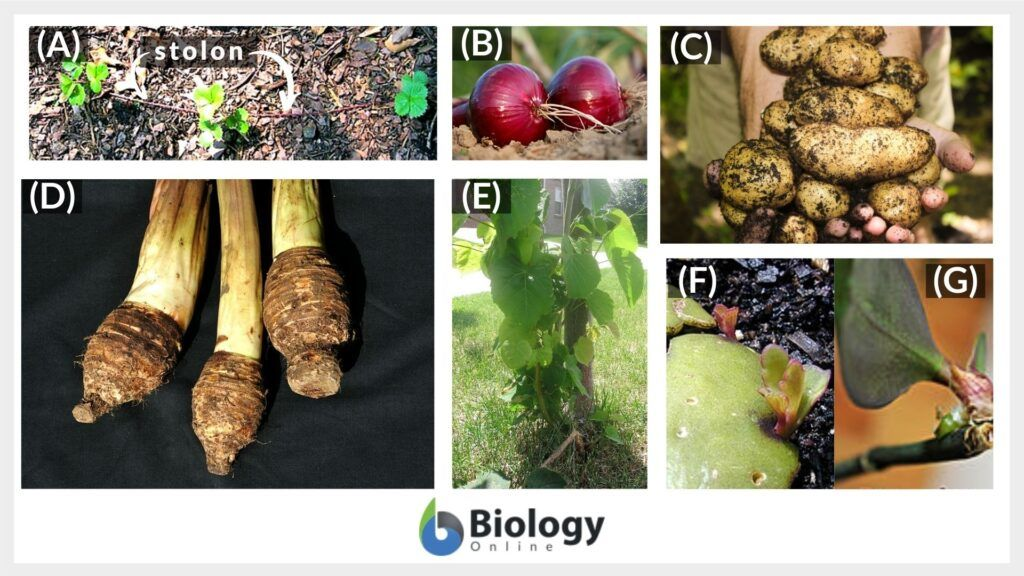 (A)
stolon
(B)
(C)
(D)
(E)
(F)
(G)
Biology
Online